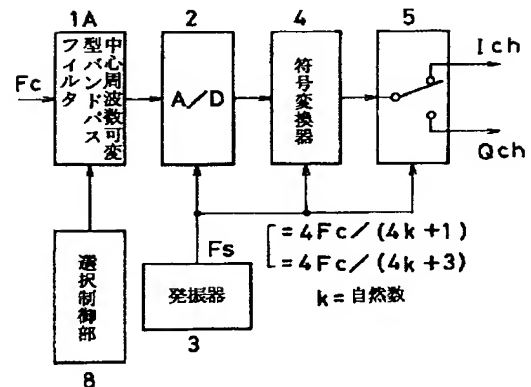 1A
2
4
5
中心周波数可変
型バンドパス
フィルタ
Fc
A/D
符号変換器
Ich
Qch
Fs
=4Fc/(4k+1)
=4Fc/(4k+3)
k=自然数
選択制御部
発振器
8
3